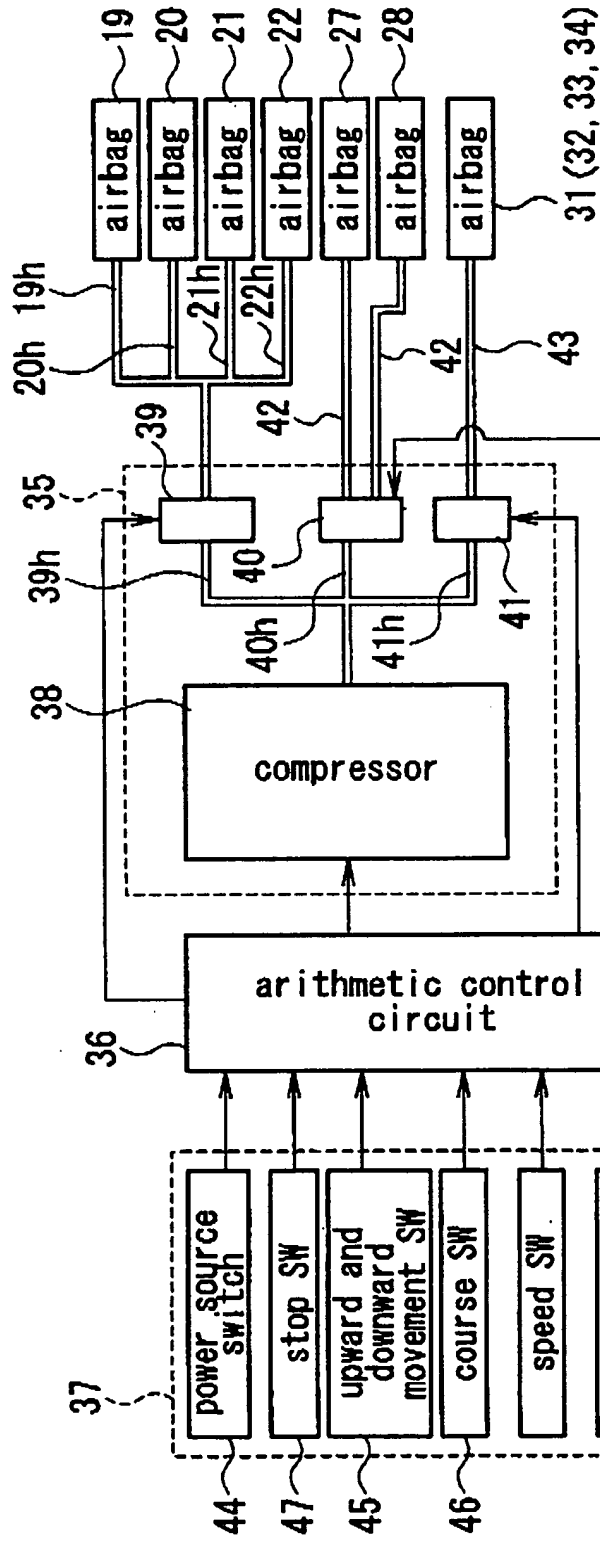 37
44
power source
switch
47
stop SW
45
upward and
downward
movement SW
46
course SW
speed SW
36
arithmetic control
circuit
35
38
compressor
39h
39
40h
40
41h
41
19h
20h
21h
22h
42
42
43
airbag
19
airbag
20
airbag
21
airbag
22
airbag
27
airbag
28
airbag
31 (32, 33, 34)